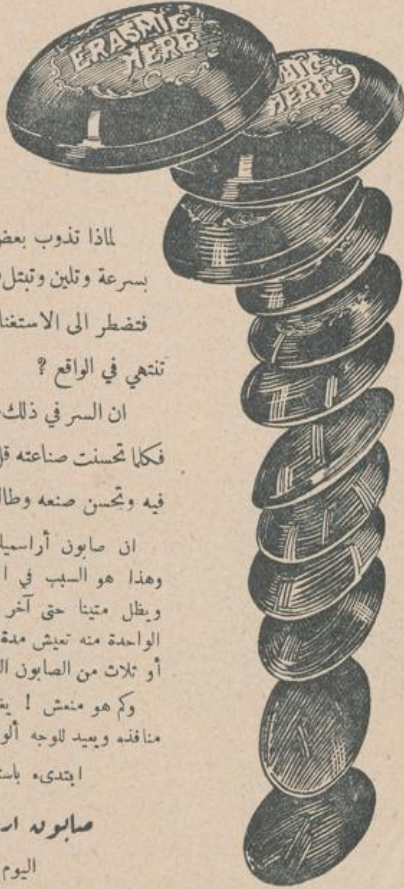 ERASMIC
HERB
MIC
HERB
لماذا تذوب بعض
بسرعة وتلين وتبتل
فتضطر الى الاستغنا
تنتهي في الواقع ?
ان السر في ذلك
فكلما تحسنت صناعته قل
فيه وتحسن صنعه وطال
ان صابون أراسميك
وهذا هو السبب في ا
ويظل متينا حتى آخر
الواحدة منه تعيش مدة
أو ثلاث من الصابون ال
وكم هو منعش ! يغ
منافذه ويعيد للوجه ألو
ابتدىء باست
صابون ار
اليوم